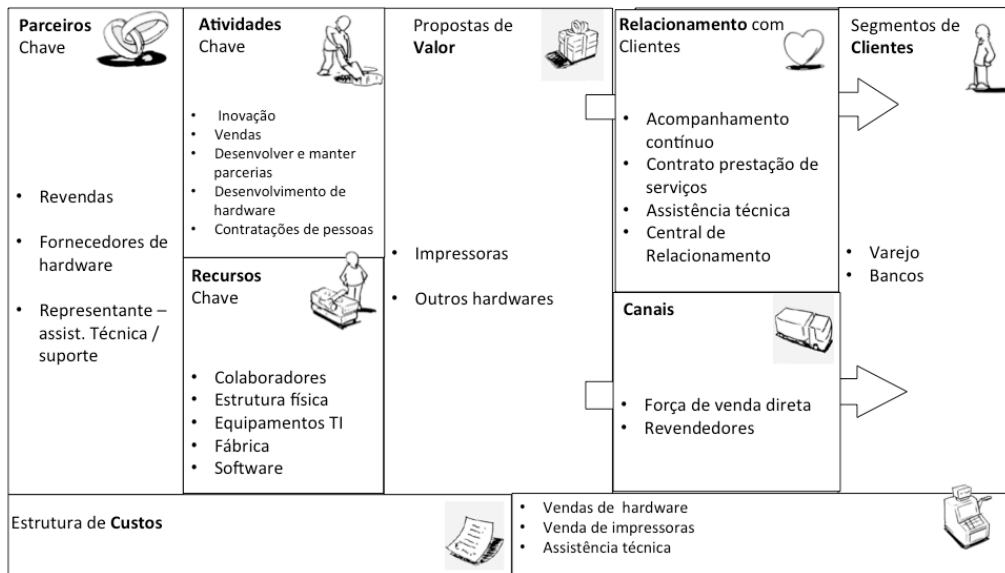 Parceiros
Chave
• Revendas
• Fornecedores de
hardware
• Representante –
assist. Técnica /
suporte
Atividades
Chave
• Inovação
• Vendas
• Desenvolver e manter
parcerias
• Desenvolvimento de
hardware
• Contratações de pessoas
Recursos
Chave
• Colaboradores
• Estrutura física
• Equipamentos TI
• Fábrica
• Software
Propostas de
Valor
• Impressoras
• Outros hardwares
Relacionamento com
Clientes
• Acompanhamento
contínuo
• Contrato prestação de
serviços
• Assistência técnica
• Central de
Relacionamento
Canais
• Força de venda direta
• Revendedores
Segmentos de
Clientes
• Varejo
• Bancos
Estrutura de Custos
• Vendas de hardware
• Venda de impressoras
• Assistência técnica